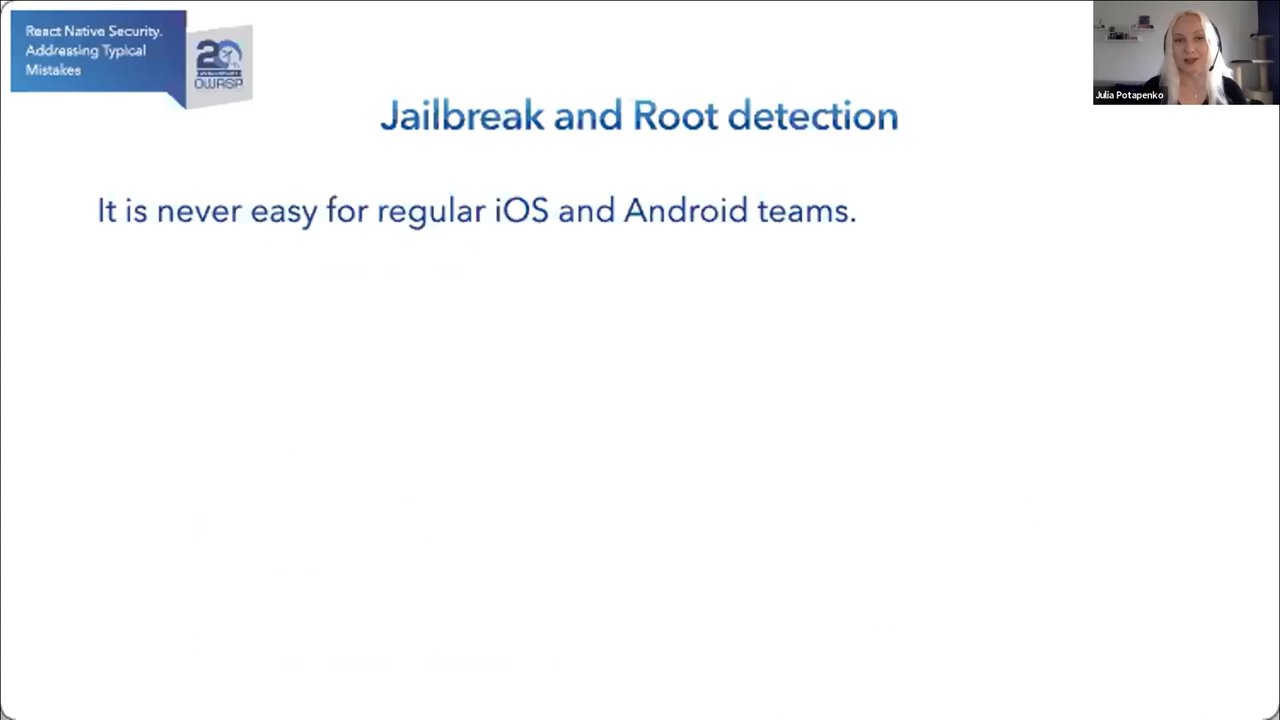 React Native Security.
Addressing Typical
Mistakes
20
OWASP
Julia Potapenko
Jailbreak and Root detection
It is never easy for regular iOS and Android teams.